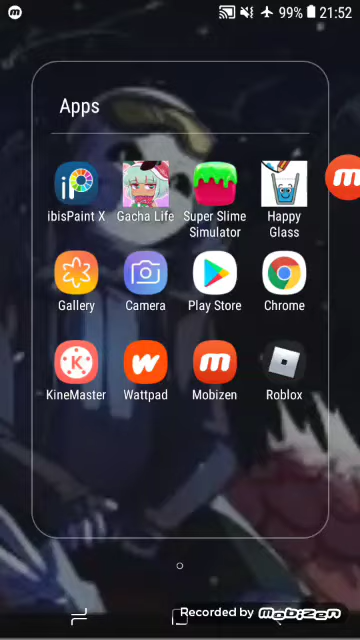 99% 21:52
Apps
ibisPaint X
Gacha Life
Super Slime
Simulator
Happy
Glass
Gallery
Camera
Play Store
Chrome
KineMaster
Wattpad
Mobizen
Roblox
Recorded by mobizen